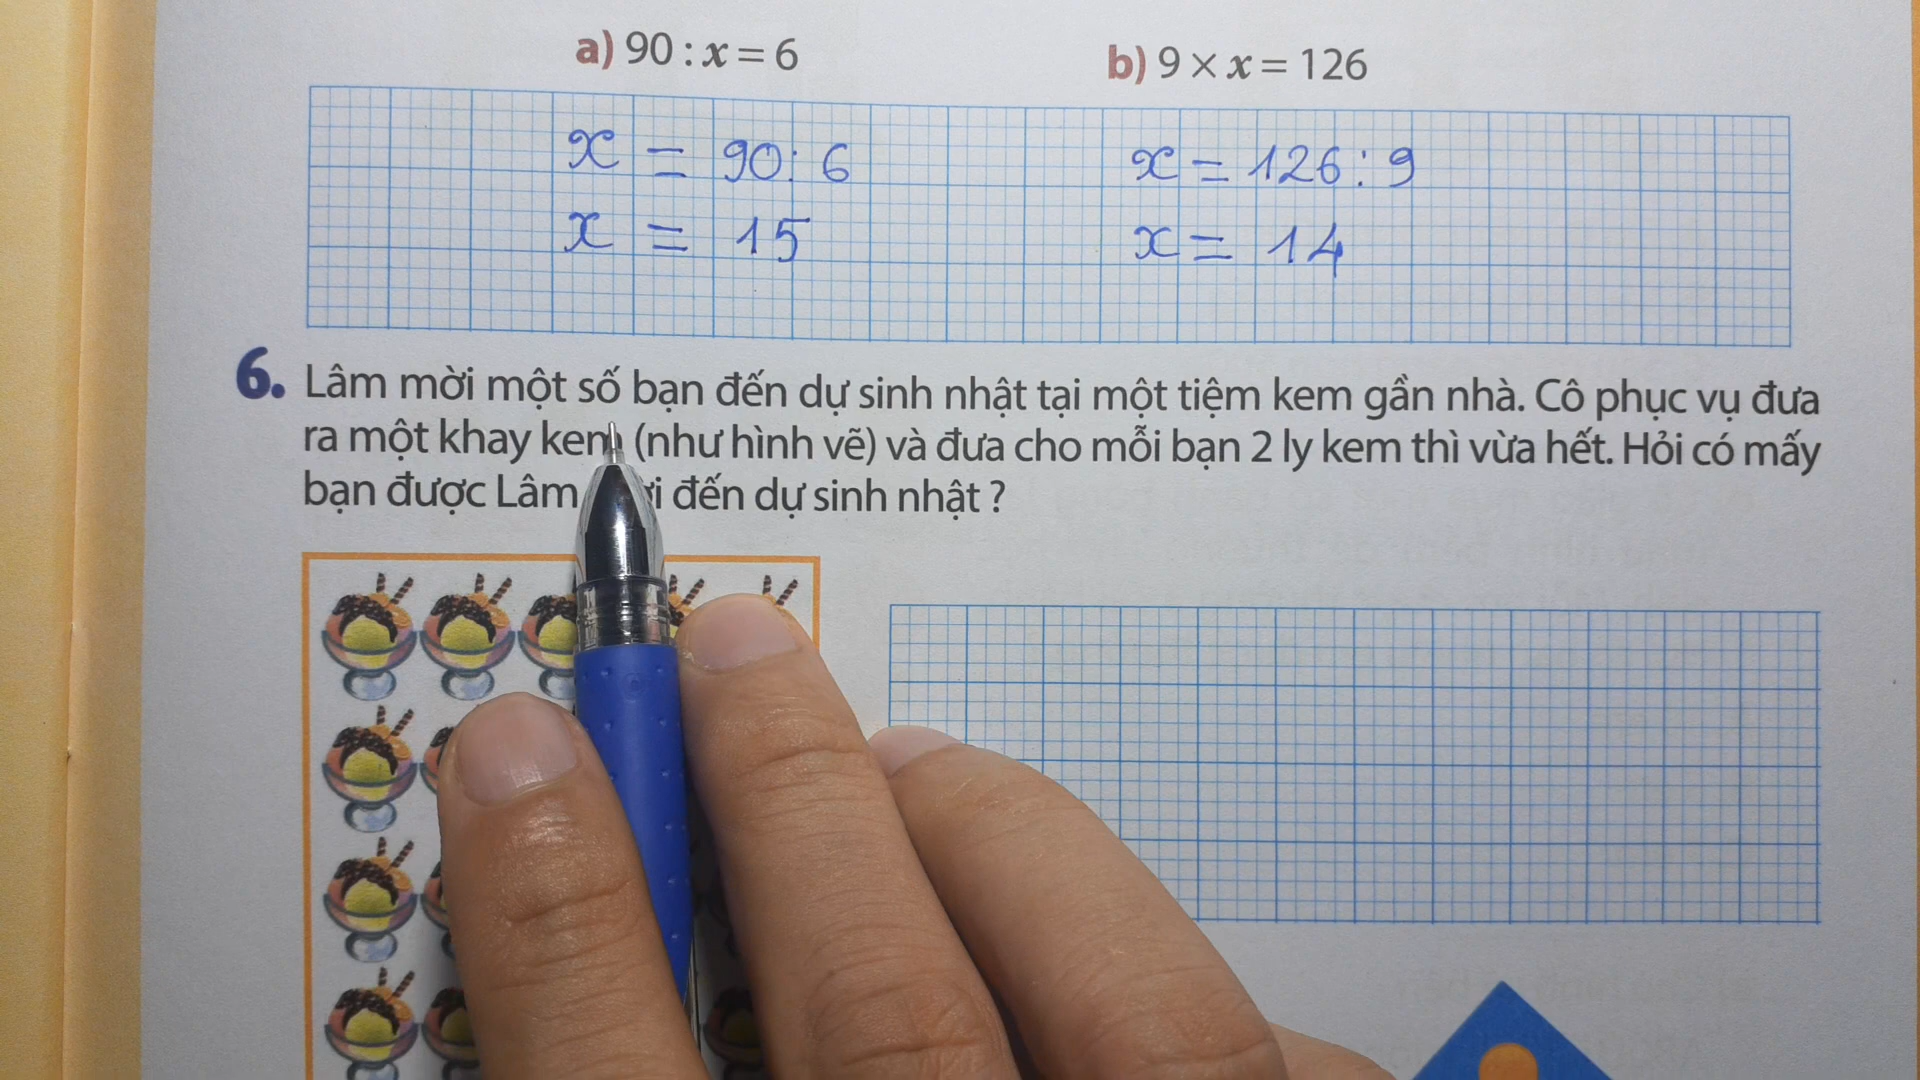 a) 90 : x = 6
b) 9 × x = 126
x = 90 : 6
x = 126 : 9
x = 15
x = 14
6. Lâm mời một số bạn đến dự sinh nhật tại một tiệm kem gần nhà. Cô phục vụ đưa
ra một khay kem (như hình vẽ) và đưa cho mỗi bạn 2 ly kem thì vừa hết. Hỏi có mấy
bạn được Lâm đến dự sinh nhật ?